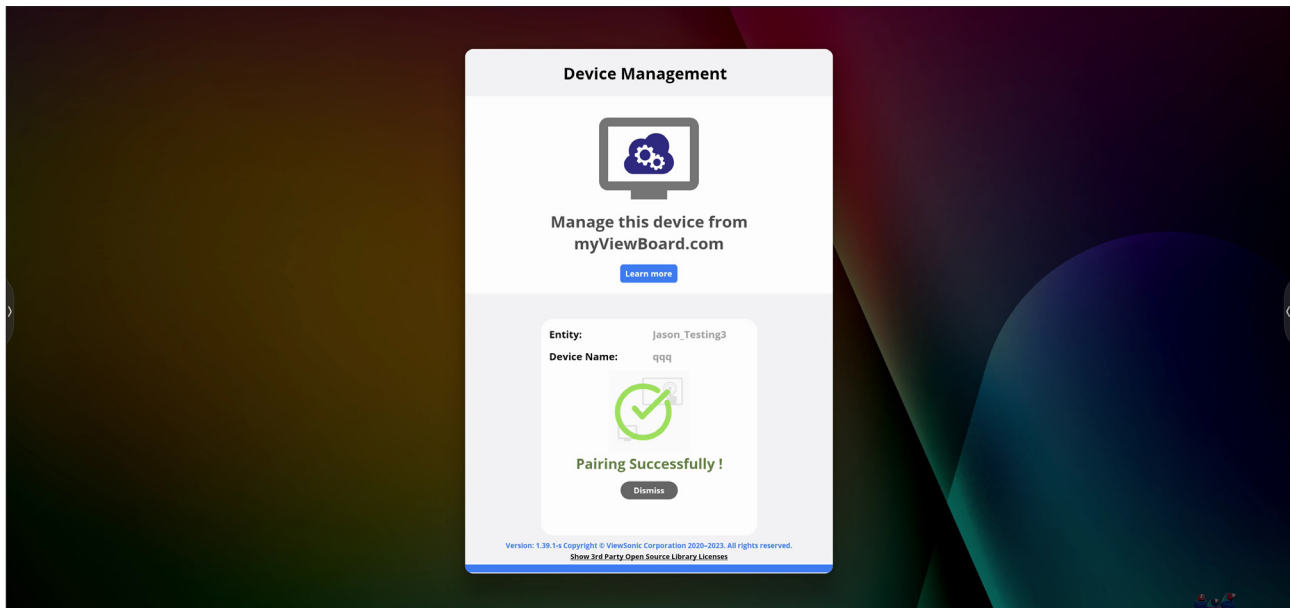 Device Management
Manage this device from
myViewBoard.com
Learn more
Entity: Jason_Testing3
Device Name: qqq
Pairing Successfully !
Dismiss
Version: 1.39.1-s Copyright © ViewSonic Corporation 2020–2023. All rights reserved.
Show 3rd Party Open Source Library Licenses